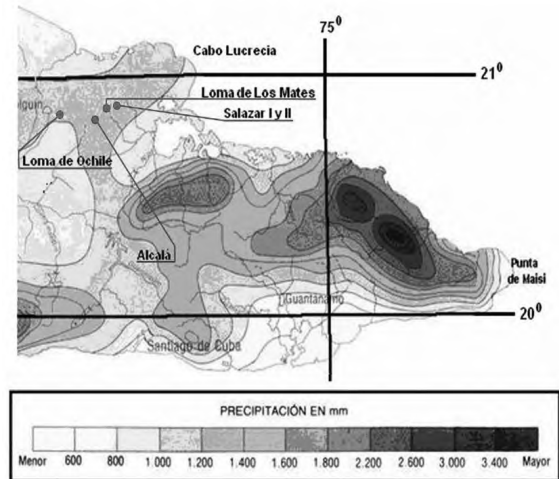 75⁰
Cabo Lucrecia
21⁰
Loma de Los Mates
Salazar I y II
Loma de Ochile
Alcalà
Punta
de Maisi
Guantánamo
20⁰
Santiago de Cuba
PRECIPITACIÓN EN mm
Menor 600 800 1.000 1.200 1.400 1.600 1.800 2.200 2.600 3.000 3.400 Mayor